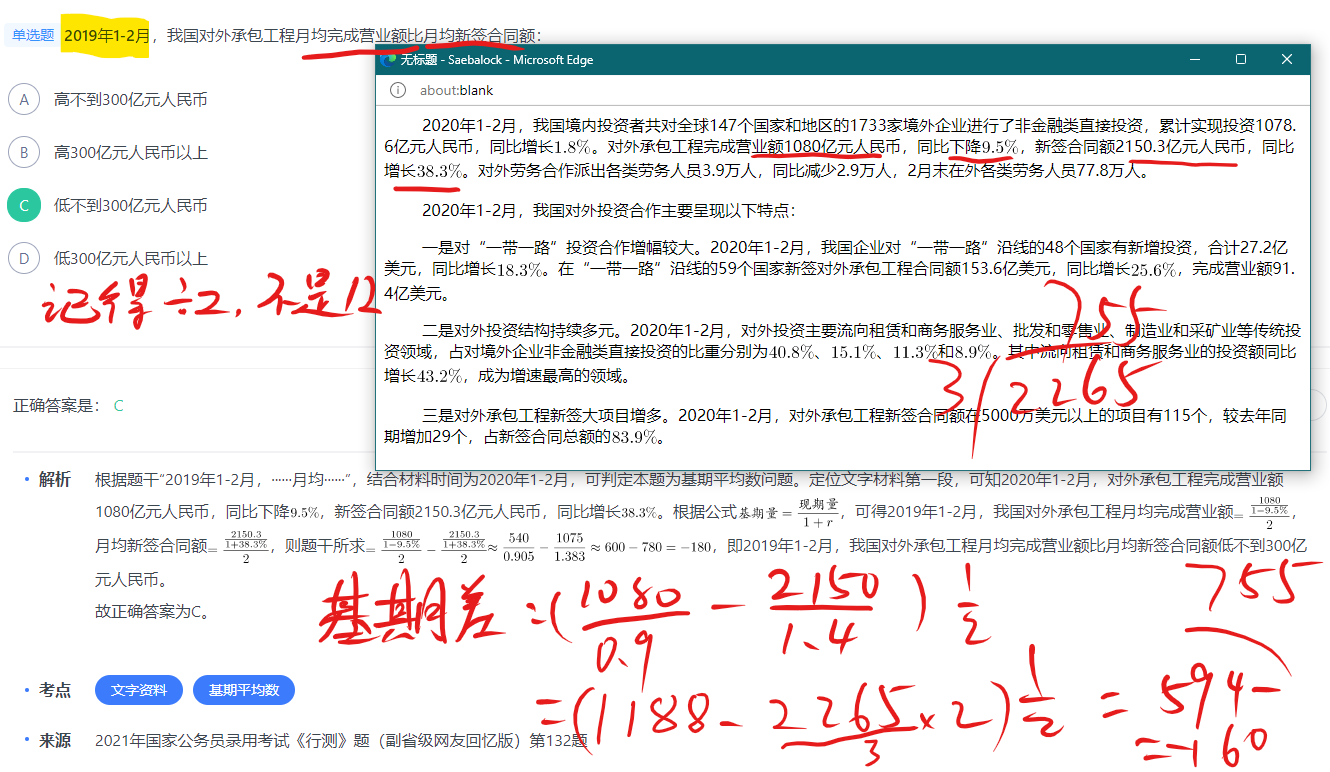 单选题 2019年1-2月，我国对外承包工程月均完成营业额比月均新签合同额：
A 高不到300亿元人民币
B 高300亿元人民币以上
C 低不到300亿元人民币
D 低300亿元人民币以上
记得÷2，不是12
无标题 - Saebalock - Microsoft Edge
about:blank
2020年1-2月，我国境内投资者共对全球147个国家和地区的1733家境外企业进行了非金融类直接投资，累计实现投资1078.
6亿元人民币，同比增长1.8%。对外承包工程完成营业额1080亿元人民币，同比下降9.5%，新签合同额2150.3亿元人民币，同比
增长38.3%。对外劳务合作派出各类劳务人员3.9万人，同比减少2.9万人，2月末在外各类劳务人员77.8万人。
2020年1-2月，我国对外投资合作主要呈现以下特点：
一是对“一带一路”投资合作增幅较大。2020年1-2月，我国企业对“一带一路”沿线的48个国家有新增投资，合计27.2亿
美元，同比增长18.3%。在“一带一路”沿线的59个国家新签对外承包工程合同额153.6亿美元，同比增长25.6%，完成营业额91.
4亿美元。
二是对外投资结构持续多元。2020年1-2月，对外投资主要流向租赁和商务服务业、批发和零售业、制造业和采矿业等传统投
资领域，占对境外企业非金融类直接投资的比重分别为40.8%、15.1%、11.3%和8.9%。其中流向租赁和商务服务业的投资额同比
增长43.2%，成为增速最高的领域。
三是对外承包工程新签大项目增多。2020年1-2月，对外承包工程新签合同额在5000万美元以上的项目有115个，较去年同
期增加29个，占新签合同总额的83.9%。
755
3 2265
正确答案是： C
解析 根据题干“2019年1-2月，……月均……”，结合材料时间为2020年1-2月，可判定本题为基期平均数问题。定位文字材料第一段，可知2020年1-2月，对外承包工程完成营业额
1080亿元人民币，同比下降9.5%，新签合同额2150.3亿元人民币，同比增长38.3%。根据公式基期量=现期量/(1+r)，可得2019年1-2月，我国对外承包工程月均完成营业额=(1080/(1-9.5%))/2，
月均新签合同额=(2150.3/(1+38.3%))/2，则题干所求=(1080/(1-9.5%))/2-(2150.3/(1+38.3%))/2≈540/0.905-1075/1.383≈600-780=-180，即2019年1-2月，我国对外承包工程月均完成营业额比月均新签合同额低不到300亿
元人民币。
故正确答案为C。
基期差=(1080/0.9-2150/1.4)1/2
755
=(1188-2265/3×2)1/2=594-
=-160
考点 文字资料 基期平均数
来源 2021年国家公务员录用考试《行测》题（副省级网友回忆版）第132题